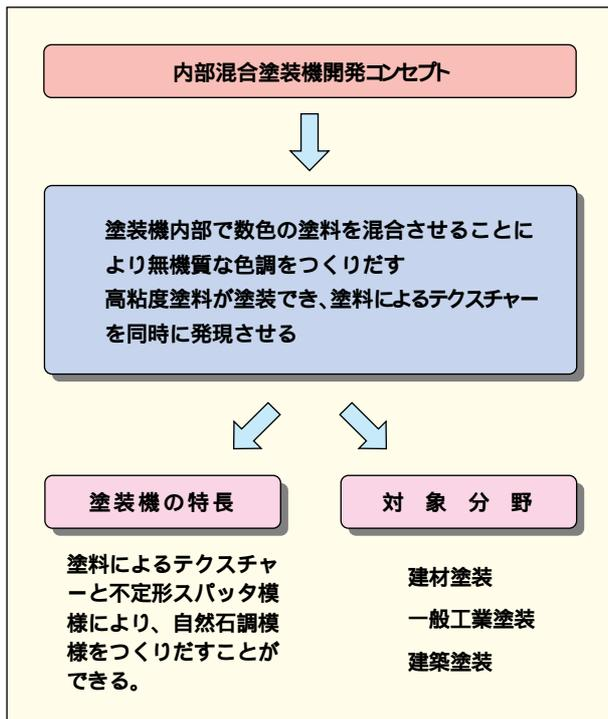 内部混合塗装機開発コンセプト
塗装機内部で数色の塗料を混合させることに
より無機質な色調をつくりだす
高粘度塗料が塗装でき、塗料によるテクスチャー
を同時に発現させる
塗装機の特長
塗料によるテクスチャ
ーと不定形スパッタ模
様により、自然石調模
様をつくりだすことが
できる。
対象分野
建材塗装
一般工業塗装
建築塗装